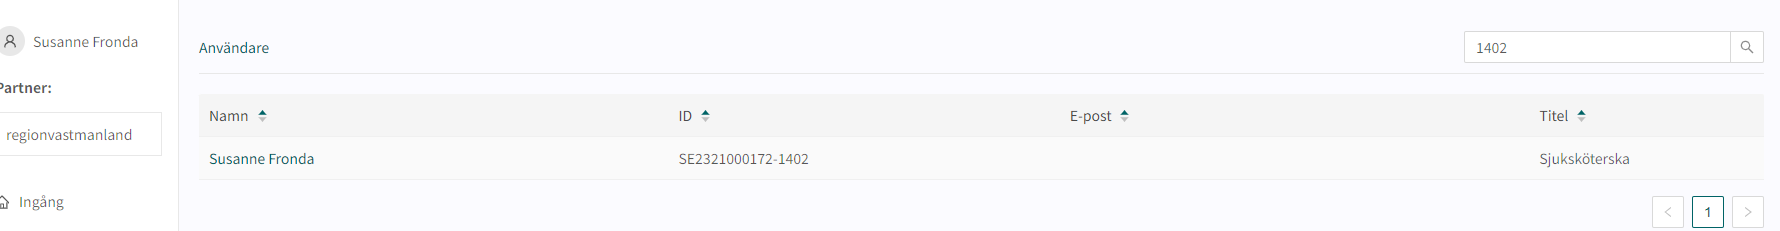 Susanne Fronda
Partner:
regionvastmanland
Ingång
Användare
1402
Namn ID E-post Titel
Susanne Fronda SE2321000172-1402 Sjuksköterska
1